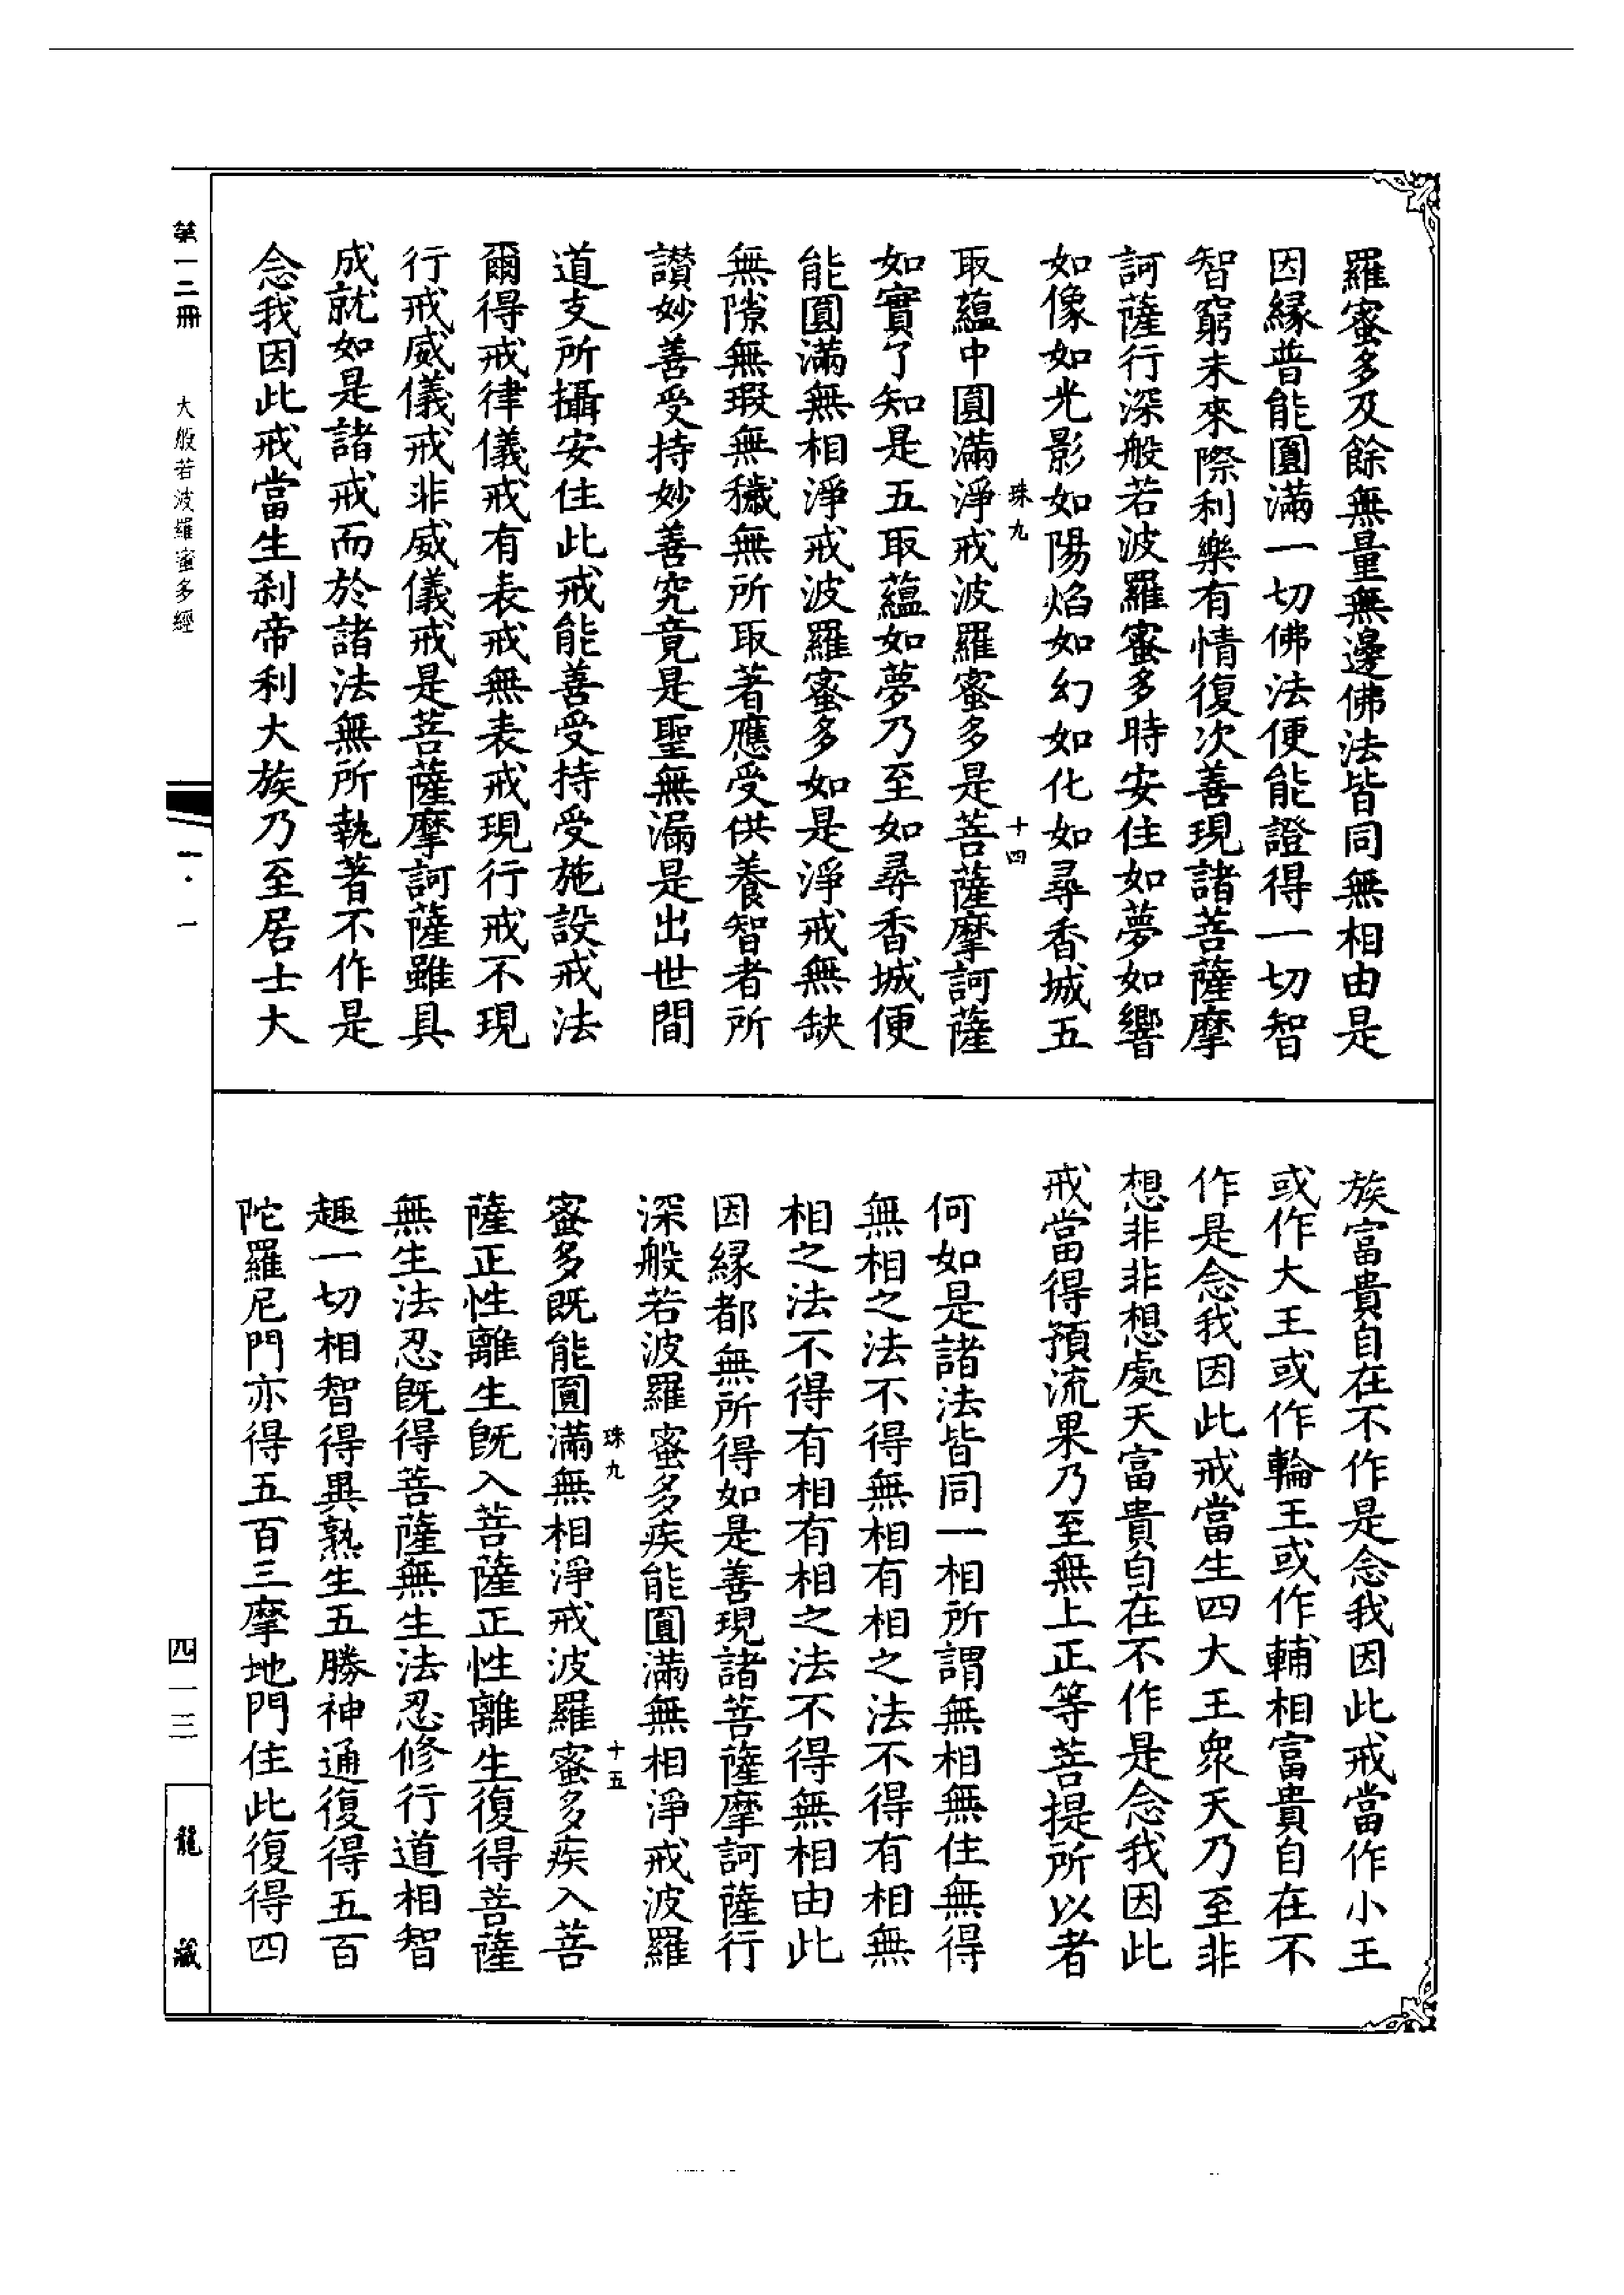 羅蜜多及餘無量無邊佛法皆同無相由是
因緣普能圓滿一切佛法便能證得一切智
智窮未來際利樂有情復次善現諸菩薩摩
訶薩行深般若波羅蜜多時安住如夢如響
如像如光影如陽焰如幻如化如尋香城五
珠九 十四
取蘊中圓滿淨戒波羅蜜多是菩薩摩訶薩
如實了知是五取蘊如夢乃至如尋香城便
能圓滿無相淨戒波羅蜜多如是淨戒無缺
無隙無瑕無穢無所取著應受供養智者所
讚妙善受持妙善究竟是聖無漏是出世間
道支所攝安住此戒能善受持受施設戒法
爾得戒律儀戒有表戒無表戒現行戒不現
行戒威儀戒非威儀戒是菩薩摩訶薩雖具
成就如是諸戒而於諸法無所執著不作是
念我因此戒當生剎帝利大族乃至居士大
族富貴自在不作是念我因此戒當作小王
或作大王或作輪王或作輔相富貴自在不
作是念我因此戒當生四大王眾天乃至非
想非非想處天富貴自在不作是念我因此
戒當得預流果乃至無上正等菩提所以者
何如是諸法皆同一相所謂無相無住無得
無相之法不得無相有相之法不得有相無
相之法不得有相有相之法不得無相由此
因緣都無所得如是善現諸菩薩摩訶薩行
深般若波羅蜜多疾能圓滿無相淨戒波羅
珠九 十五
蜜多既能圓滿無相淨戒波羅蜜多疾入菩
薩正性離生既入菩薩正性離生復得菩薩
無生法忍既得菩薩無生法忍修行道相智
趣一切相智得異熟生五勝神通復得五百
陀羅尼門亦得五百三摩地門住此復得四
第一二冊 大般若波羅蜜多經 一·一 四一三 龍藏